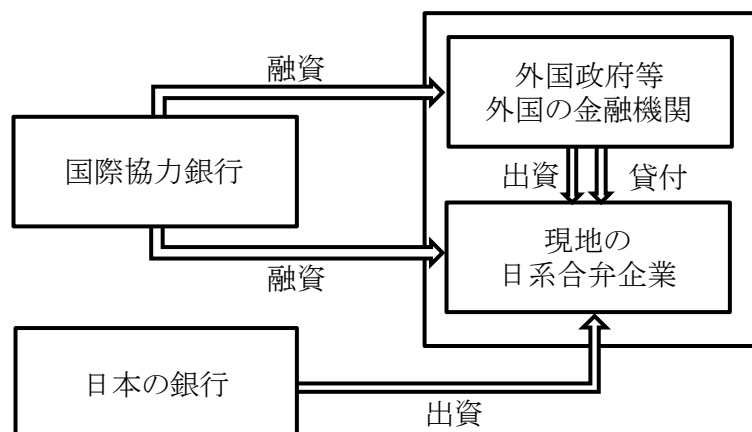 融資
外国政府等
外国の金融機関
国際協力銀行
出資
貸付
現地の
日系合弁企業
融資
日本の銀行
出資